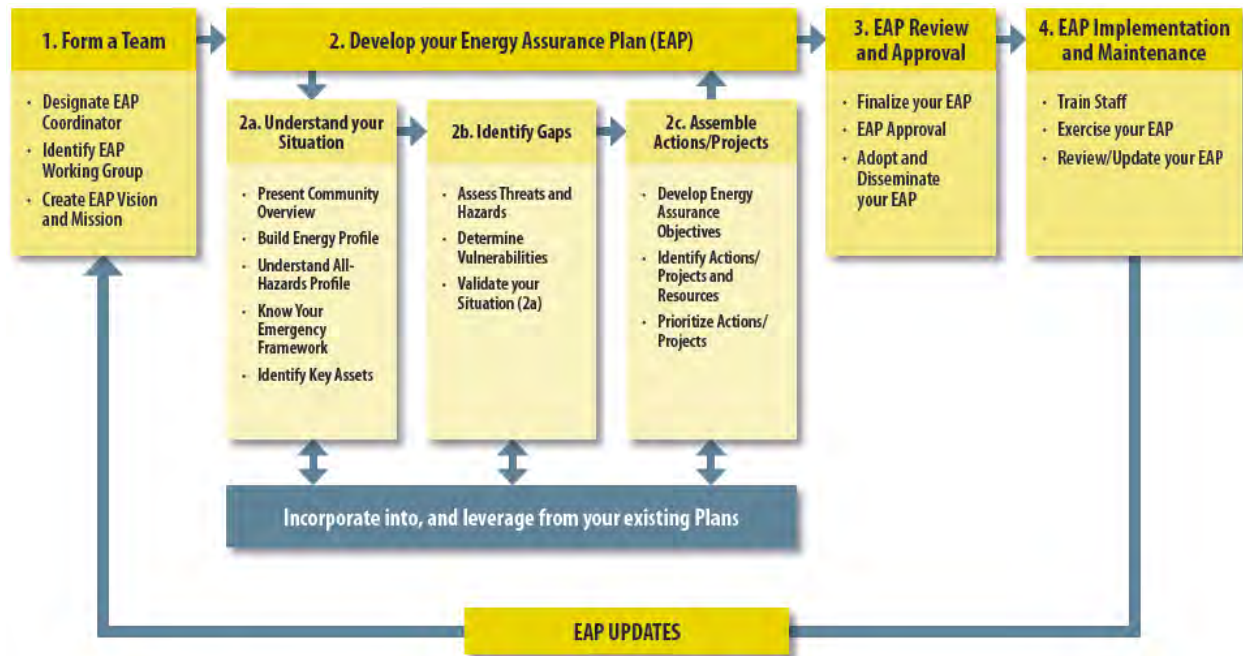 1. Form a Team
· Designate EAP
Coordinator
· Identify EAP
Working Group
· Create EAP Vision
and Mission
2. Develop your Energy Assurance Plan (EAP)
2a. Understand your
Situation
· Present Community
Overview
· Build Energy Profile
· Understand All-
Hazards Profile
· Know Your
Emergency
Framework
· Identify Key Assets
2b. Identify Gaps
· Assess Threats and
Hazards
· Determine
Vulnerabilities
· Validate your
Situation (2a)
2c. Assemble
Actions/Projects
· Develop Energy
Assurance
Objectives
· Identify Actions/
Projects and
Resources
· Prioritize Actions/
Projects
Incorporate into, and leverage from your existing Plans
3. EAP Review
and Approval
· Finalize your EAP
· EAP Approval
· Adopt and
Disseminate
your EAP
4. EAP Implementation
and Maintenance
· Train Staff
· Exercise your EAP
· Review/Update your EAP
EAP UPDATES